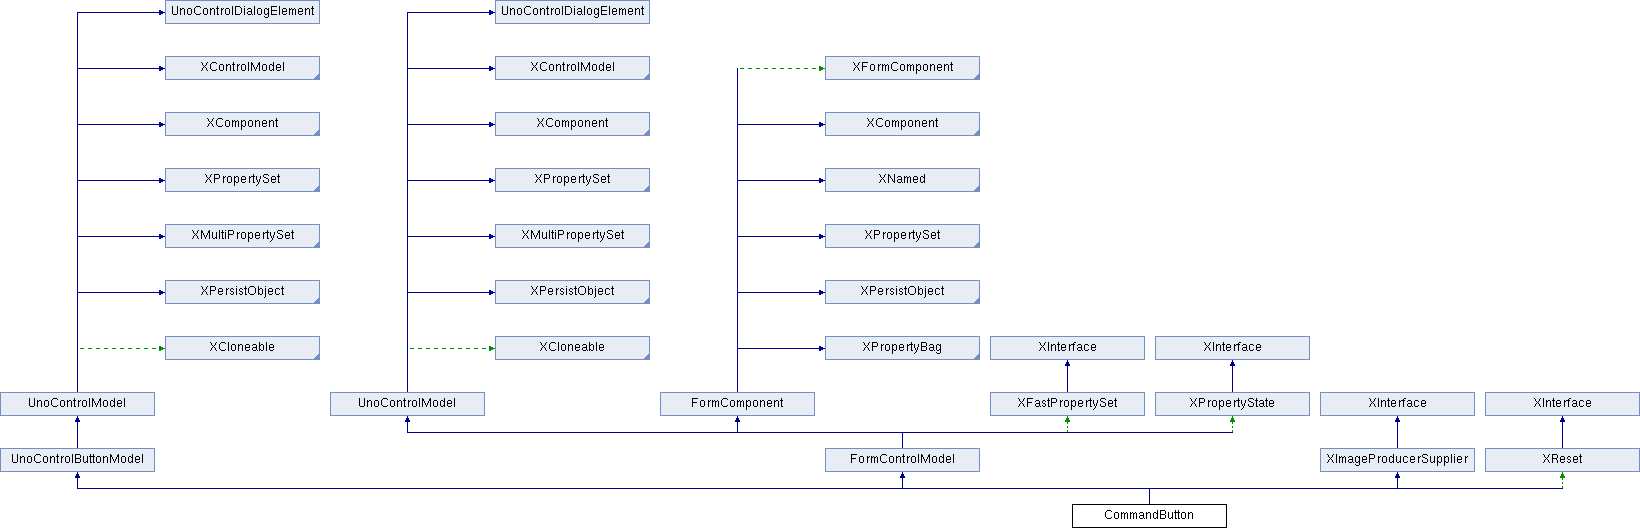 UnoControlDialogElement UnoControlDialogElement
XControlModel XControlModel XFormComponent
XComponent XComponent XComponent
XPropertySet XPropertySet XNamed
XMultiPropertySet XMultiPropertySet XPropertySet
XPersistObject XPersistObject XPersistObject
XCloneable XCloneable XPropertyBag XInterface XInterface
UnoControlModel UnoControlModel FormComponent XFastPropertySet XPropertyState XInterface XInterface
UnoControlButtonModel FormControlModel XImageProducerSupplier XReset
CommandButton